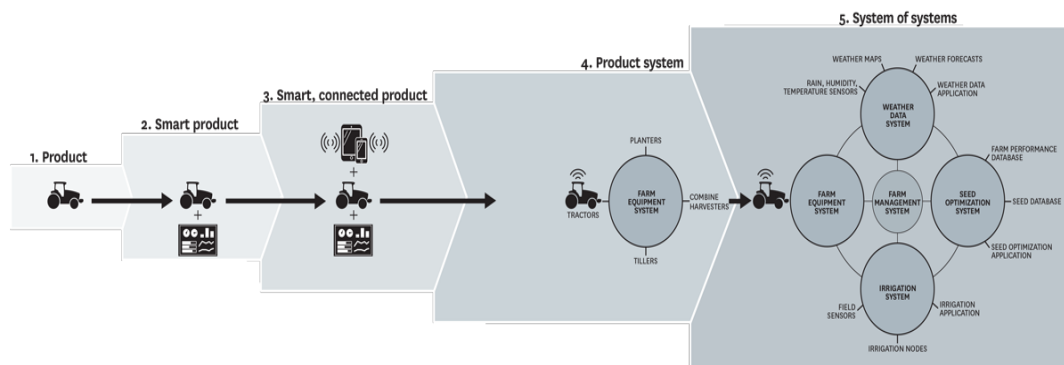 1. Product
2. Smart product
+
3. Smart, connected product
+
+
4. Product system
PLANTERS
TRACTORS
FARM
EQUIPMENT
SYSTEM
COMBINE
HARVESTERS
TILLERS
5. System of systems
WEATHER MAPS
WEATHER FORECASTS
RAIN, HUMIDITY,
TEMPERATURE SENSORS
WEATHER DATA
APPLICATION
WEATHER
DATA
SYSTEM
FARM
EQUIPMENT
SYSTEM
FARM
MANAGEMENT
SYSTEM
SEED
OPTIMIZATION
SYSTEM
FARM PERFORMANCE
DATABASE
SEED DATABASE
SEED OPTIMIZATION
APPLICATION
IRRIGATION
SYSTEM
FIELD
SENSORS
IRRIGATION
APPLICATION
IRRIGATION NODES